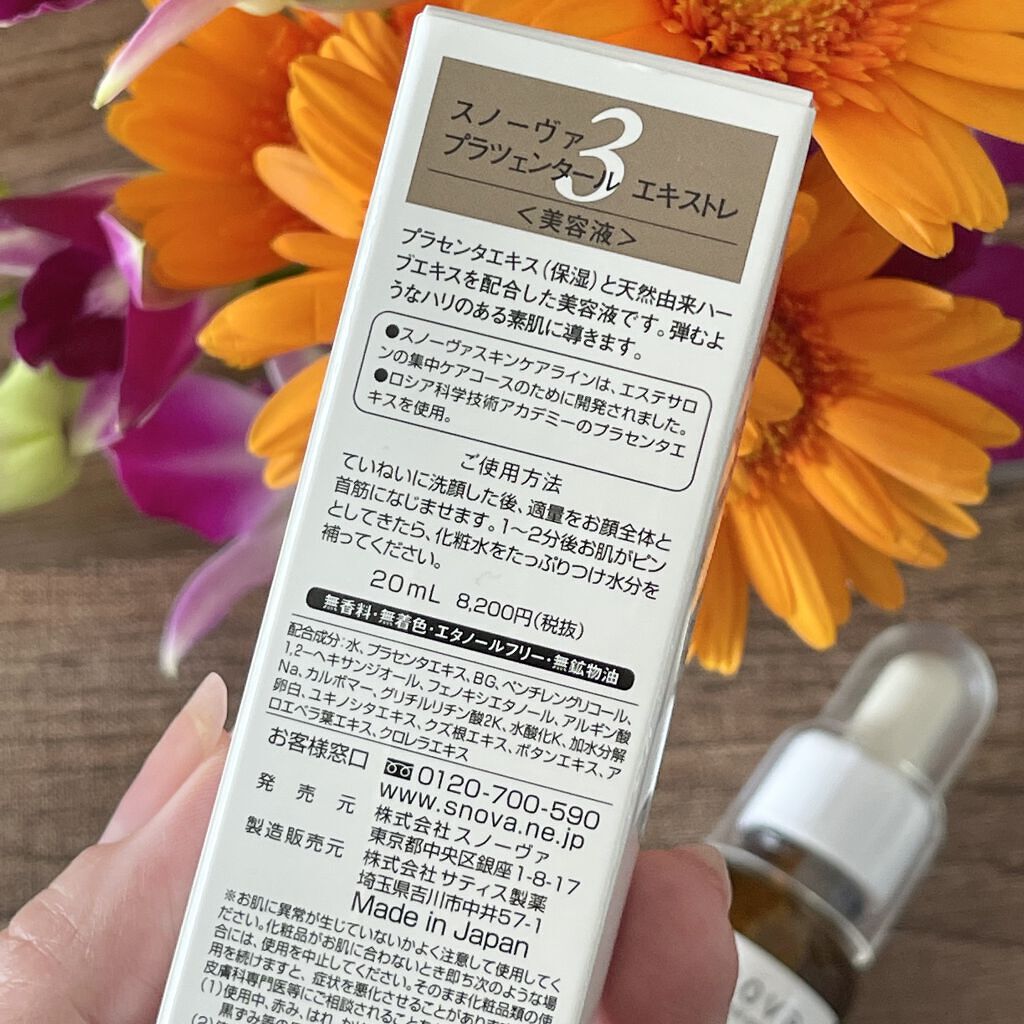 スノーヴァ 3
プラツェンタール エキストレ
＜美容液＞
プラセンタエキス(保湿)と天然由来ハー
ブエキスを配合した美容液です。弾むよ
うなハリのある素肌に導きます。
●スノーヴァスキンケアラインは、エステサロ
ンの集中ケアコースのために開発されました。
●ロシア科学技術アカデミーのプラセンタエ
キスを使用。
ご使用方法
ていねいに洗顔した後、適量をお顔全体と
首筋になじませます。1〜2分後お肌がピン
としてきたら、化粧水をたっぷりつけ水分を
補ってください。
20mL 8,200円(税抜)
無香料・無着色・エタノールフリー・無鉱物油
配合成分:水、プラセンタエキス、BG、ペンチレングリコール、
1,2-ヘキサンジオール、フェノキシエタノール、アルギン酸
Na、カルボマー、グリチルリチン酸2K、水酸化K、加水分解
卵白、ユキノシタエキス、クズ根エキス、ボタンエキス、ア
ロエベラ葉エキス、クロレラエキス
お客様窓口 0120-700-590
www.snova.ne.jp
発売元 株式会社スノーヴァ
東京都中央区銀座1-8-17
製造販売元 株式会社サティス製薬
埼玉県吉川市中井57-1
Made in Japan
※お肌に異常が生じていないかよく注意して使用してく
ださい。化粧品がお肌に合わないとき即ち次のような場
合には、使用を中止してください。そのまま化粧品類の使
用を続けますと、症状を悪化させることがありますので、
皮膚科専門医等にご相談されることを
(1)使用中、赤み、はれ、かゆ
黒ずみ等の